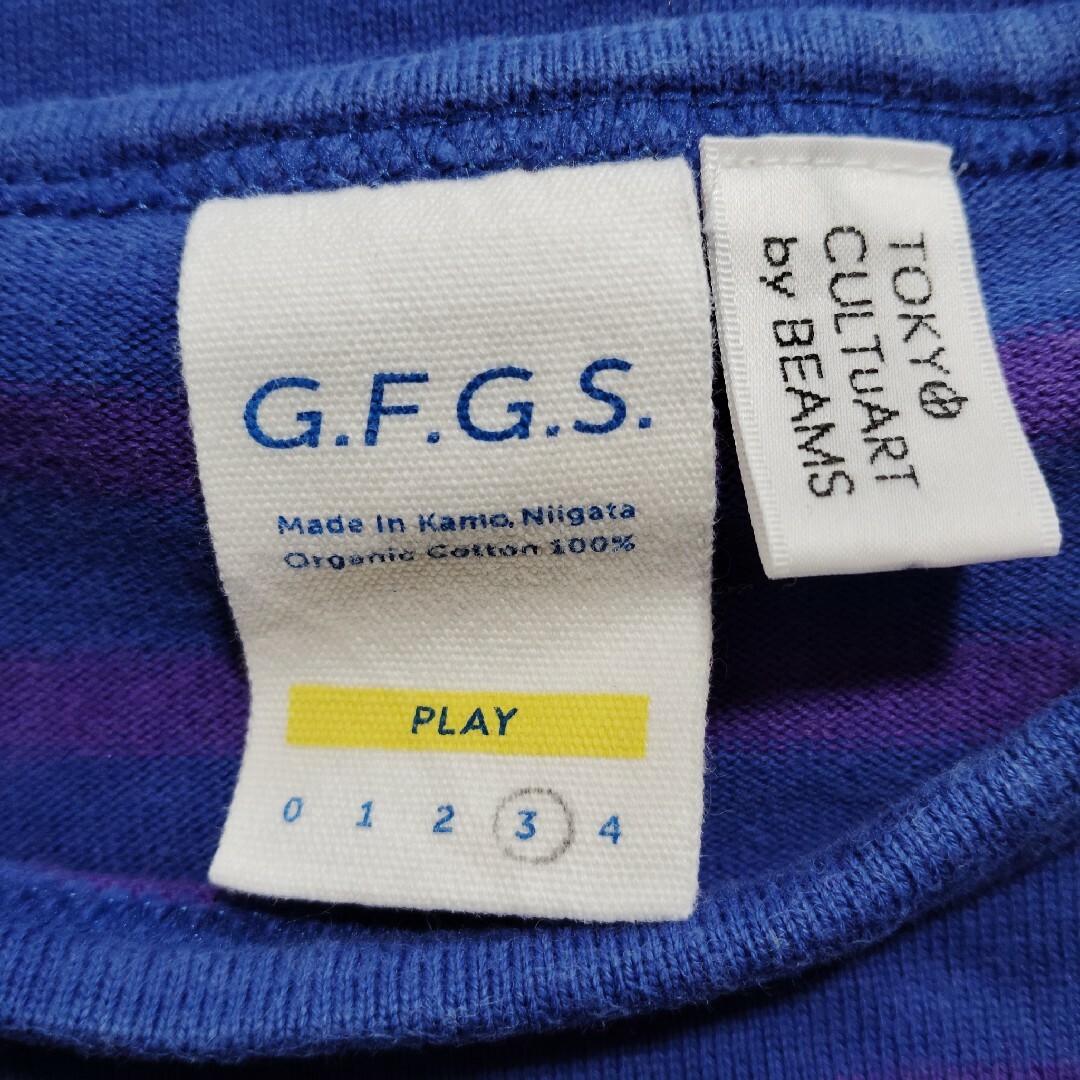 G.F.G.S.
Made In Kamo, Niigata
Organic Cotton 100%
PLAY
0 1 2 3 4
TOKYO
CULTUART
by BEAMS